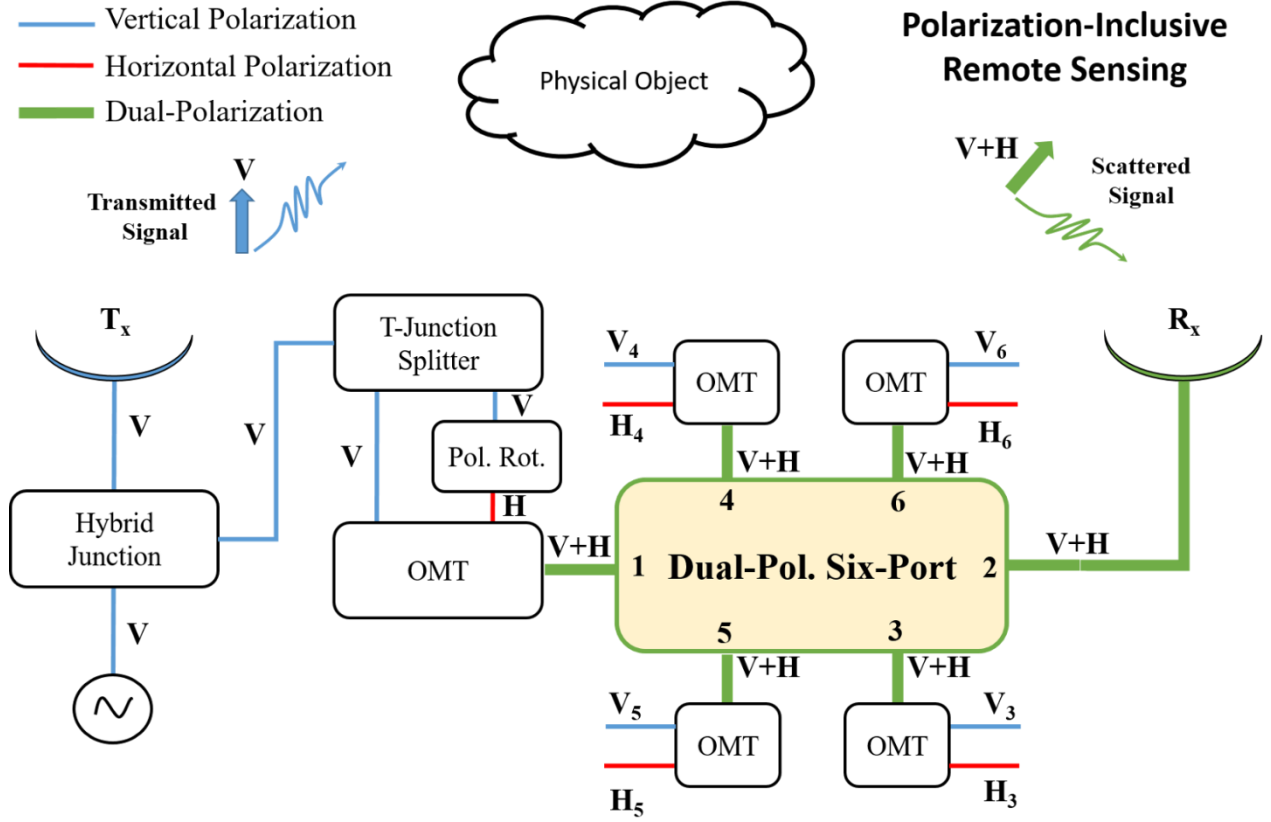 Vertical Polarization
Horizontal Polarization
Dual-Polarization
Physical Object
Polarization-Inclusive
Remote Sensing
V
Transmitted
Signal
V+H
Scattered
Signal
Tx
Rx
T-Junction
Splitter
V
V
V
V
Pol. Rot.
H
Hybrid
Junction
V
OMT
V+H
V4
H4
OMT
V+H
V6
H6
OMT
V+H
4
6
1
Dual-Pol. Six-Port
2
V+H
5
3
V+H
V+H
V5
H5
OMT
V3
H3
OMT